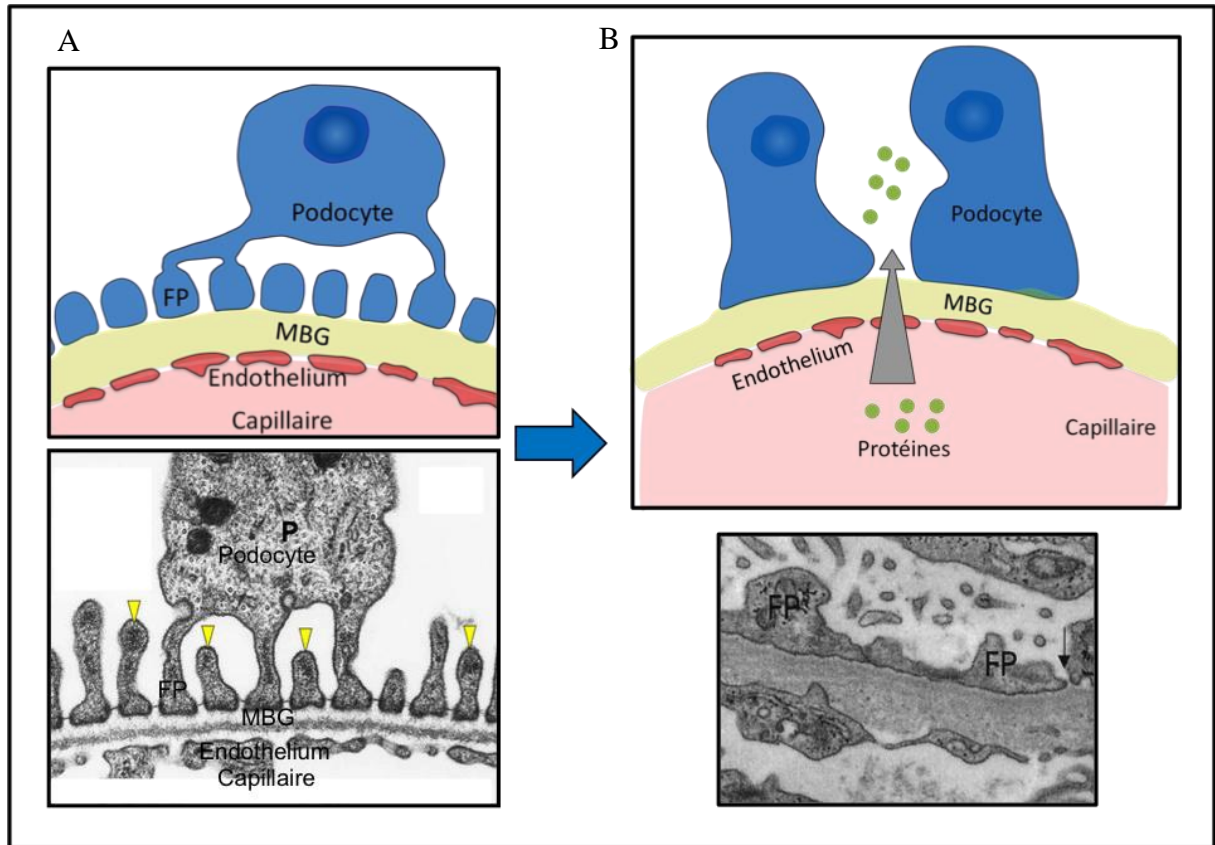 A
Podocyte
FP
MBG
Endothelium
Capillaire
P
Podocyte
FP
MBG
Endothelium
Capillaire
B
Podocyte
MBG
Endothelium
Protéines
Capillaire
FP
FP